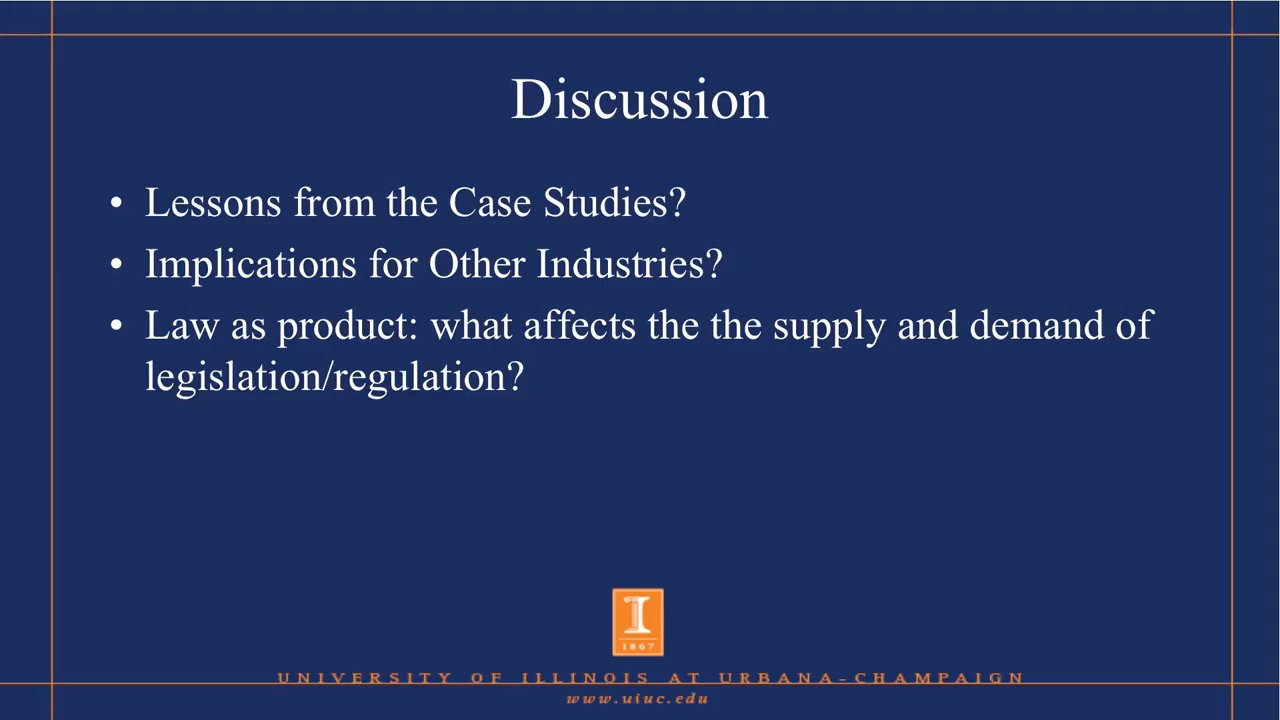 Discussion
• Lessons from the Case Studies?
• Implications for Other Industries?
• Law as product: what affects the the supply and demand of
legislation/regulation?
I
1867
UNIVERSITY OF ILLINOIS AT URBANA-CHAMPAIGN
www.uiuc.edu